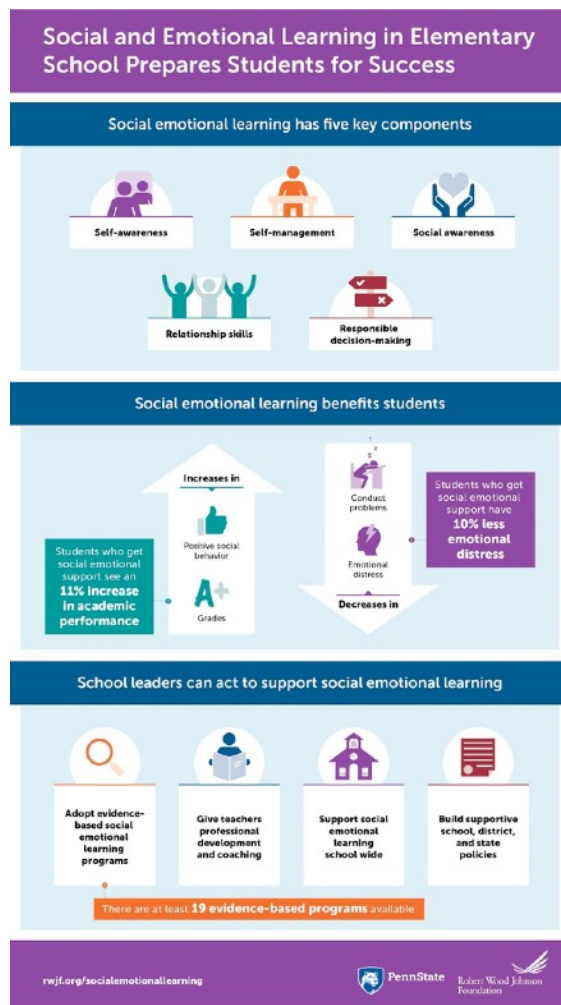 Social and Emotional Learning in Elementary
School Prepares Students for Success
Social emotional learning has five key components
Self-awareness
Self-management
Social awareness
Relationship skills
Responsible
decision-making
Social emotional learning benefits students
Increases in
Positive social
behavior
A+
Grades
Students who get
social emotional
support see an
11% increase
in academic
performance
Conduct
problems
Emotional
distress
Decreases in
Students who get
social emotional
support have
10% less
emotional
distress
School leaders can act to support social emotional learning
Adopt evidence-
based social
emotional
learning
programs
Give teachers
professional
development
and coaching
Support social
emotional
learning
school wide
Build supportive
school, district,
and state
policies
There are at least 19 evidence-based programs available.
rwjf.org/socialemotionallearning
PennState
Robert Wood Johnson
Foundation